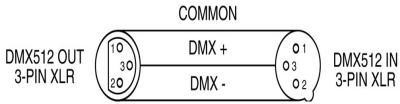 COMMON
DMX512 OUT
3-PIN XLR
1
3
2
DMX +
DMX -
1
3
2
DMX512 IN
3-PIN XLR